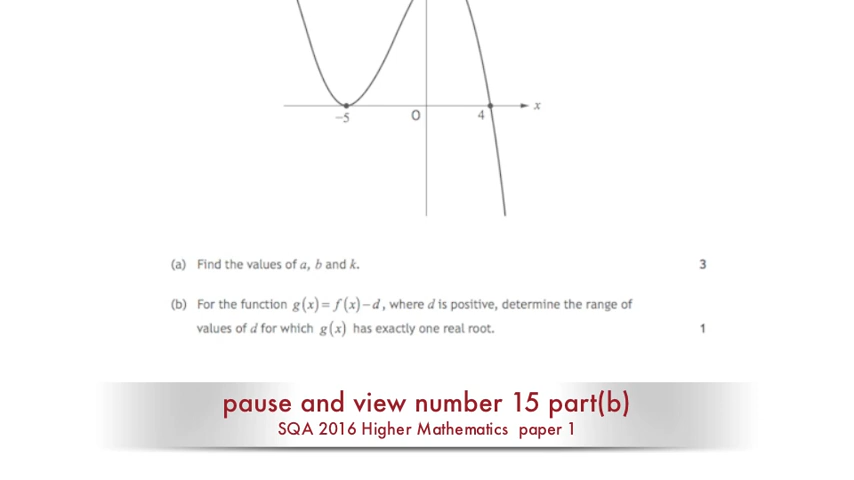 x
−5
O
4
(a) Find the values of a, b and k.
3
(b) For the function g(x) = f(x) − d, where d is positive, determine the range of
values of d for which g(x) has exactly one real root.
1
pause and view number 15 part(b)
SQA 2016 Higher Mathematics paper 1